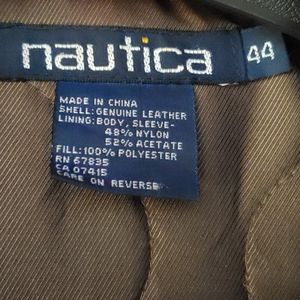 nautica
44
MADE IN CHINA
SHELL: GENUINE LEATHER
LINING: BODY, SLEEVE-
48% NYLON
52% ACETATE
FILL: 100% POLYESTER
RN 67835
CA 07415
CARE ON REVERSE